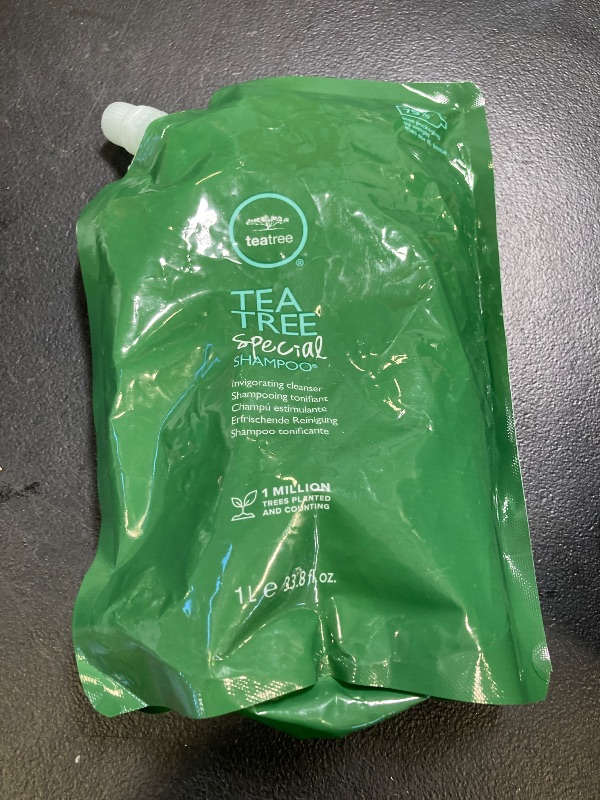 teatree
®
TEA
TREE
special
SHAMPOO®
Invigorating cleanser
Shampooing tonifiant
Champú estimulante
Erfrischende Reinigung
Shampoo tonificante
1 MILLION
TREES PLANTED
AND COUNTING
1 L e 33.8 fl. oz.